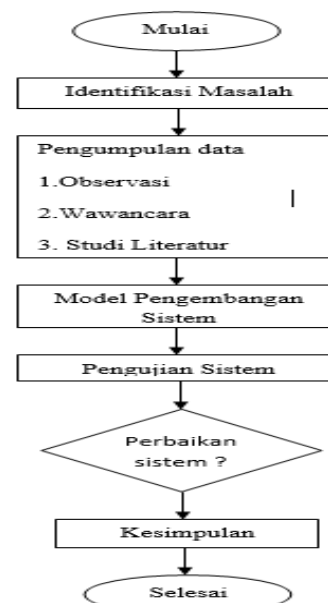 Mulai
Identifikasi Masalah
Pengumpulan data
1.Observasi
2.Wawancara
3. Studi Literatur
Model Pengembangan
Sistem
Pengujian Sistem
Perbaikan
sistem ?
Kesimpulan
Selesai